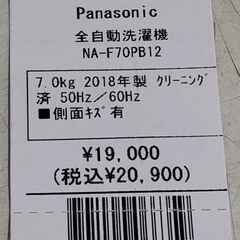 Panasonic
全自動洗濯機
NA-F70PB12
7.0kg 2018年製 クリーニング
済 50Hz／60Hz
■側面キズ有
¥19,000
(税込¥20,900)